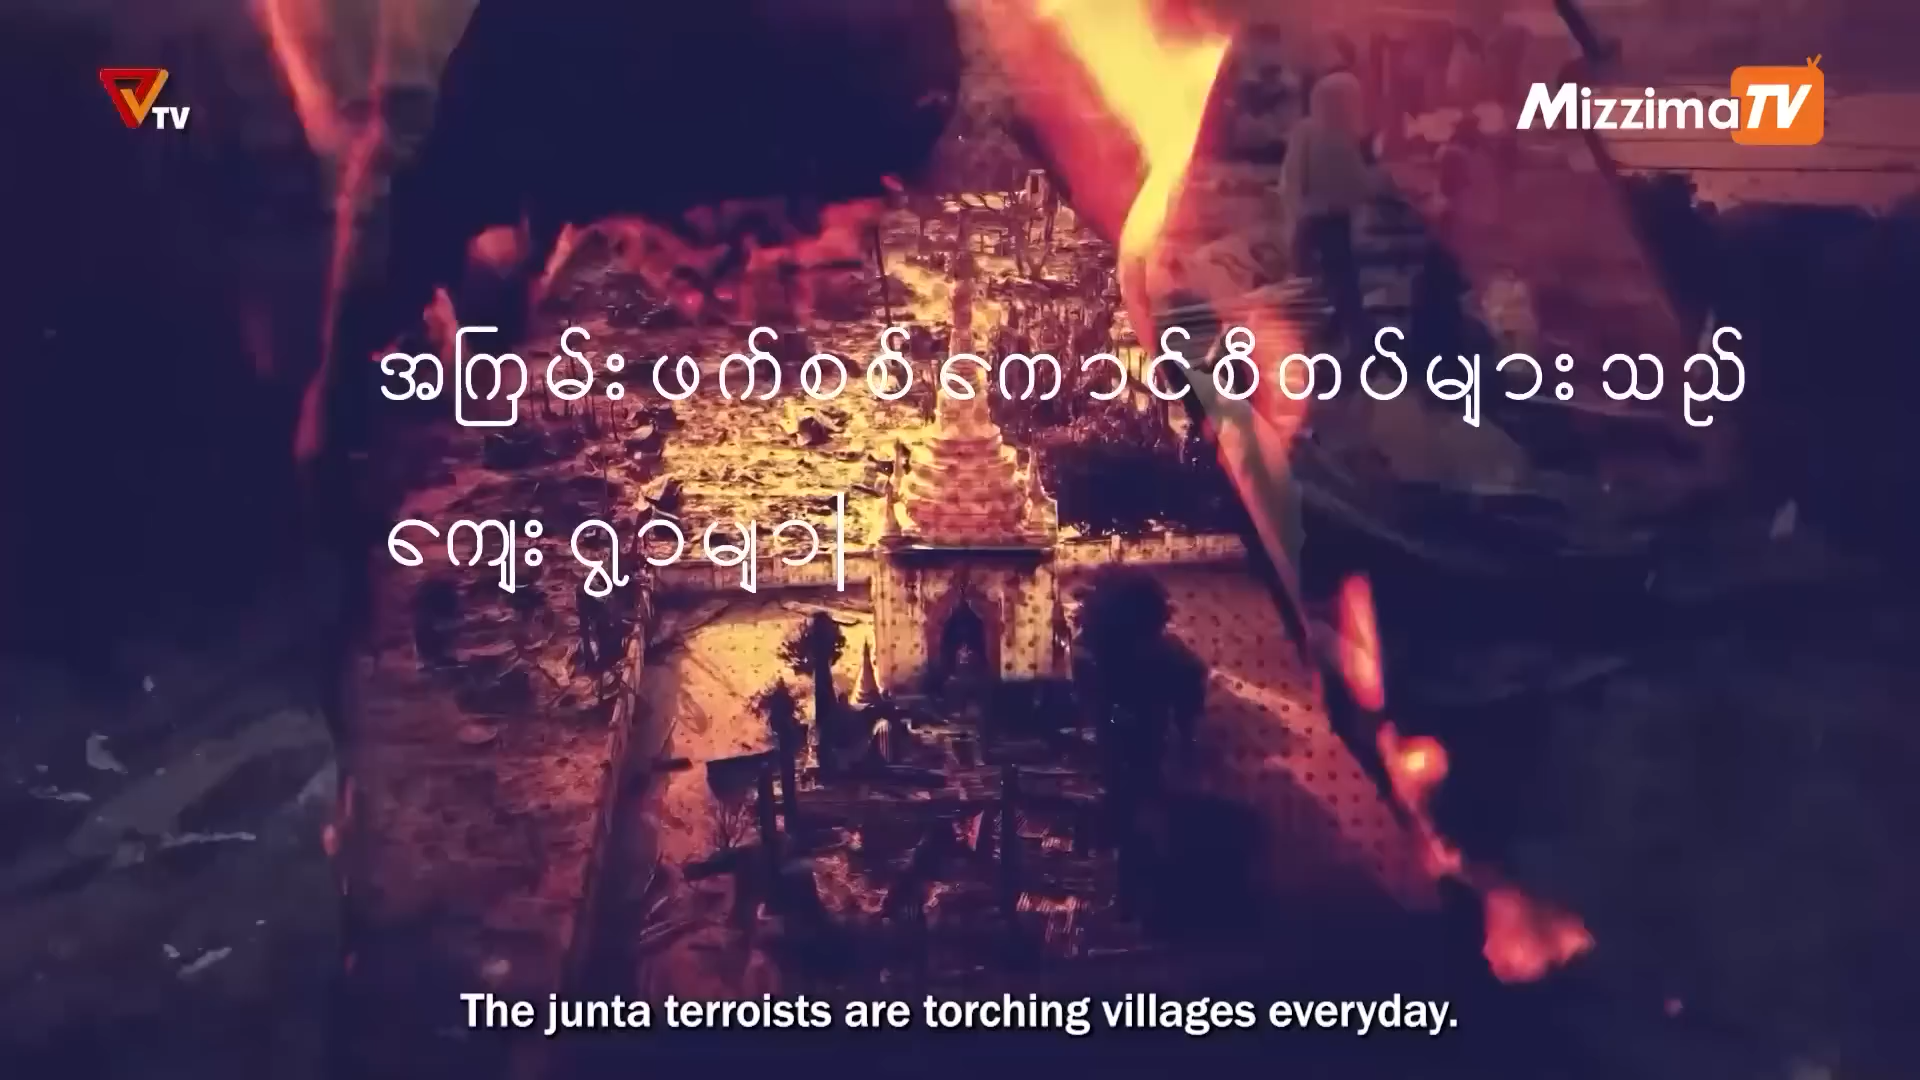 TV
MizzimaTV
အကြမ်းဖက်စစ်ကောင်စီတပ်များသည်
ကျေးရွာမျာ
The junta terroists are torching villages everyday.